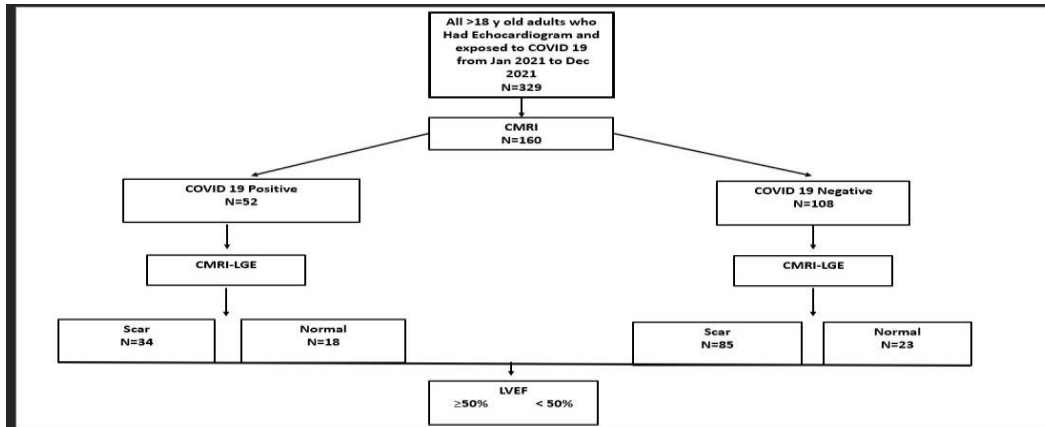 All >18 y old adults who
Had Echocardiogram and
exposed to COVID 19
from Jan 2021 to Dec
2021
N=329
CMRI
N=160
COVID 19 Positive
N=52
COVID 19 Negative
N=108
CMRI-LGE
CMRI-LGE
Scar
N=34
Normal
N=18
Scar
N=85
Normal
N=23
LVEF
≥50% < 50%